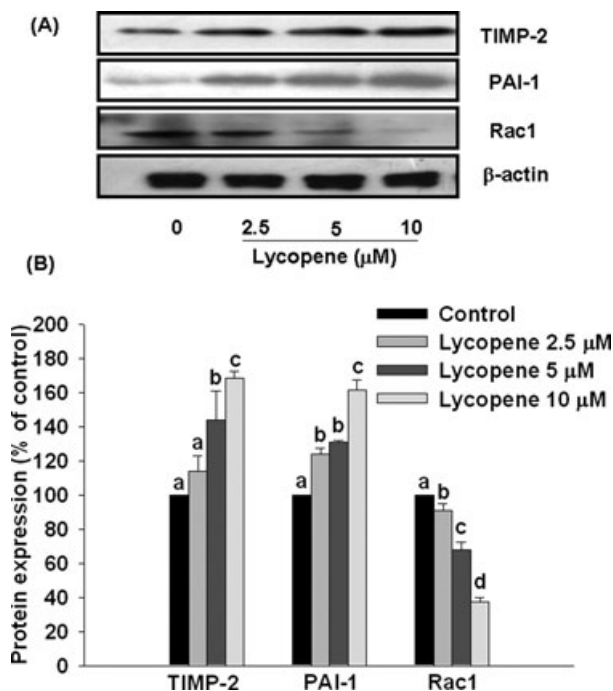 (A)
TIMP-2
PAI-1
Rac1
β-actin
0 2.5 5 10
Lycopene (μM)
(B)
Control
Lycopene 2.5 μM
Lycopene 5 μM
Lycopene 10 μM
Protein expression (% of control)
200
180
160
140
120
100
80
60
40
20
0
a a b c
a b b c
a b c d
TIMP-2 PAI-1 Rac1